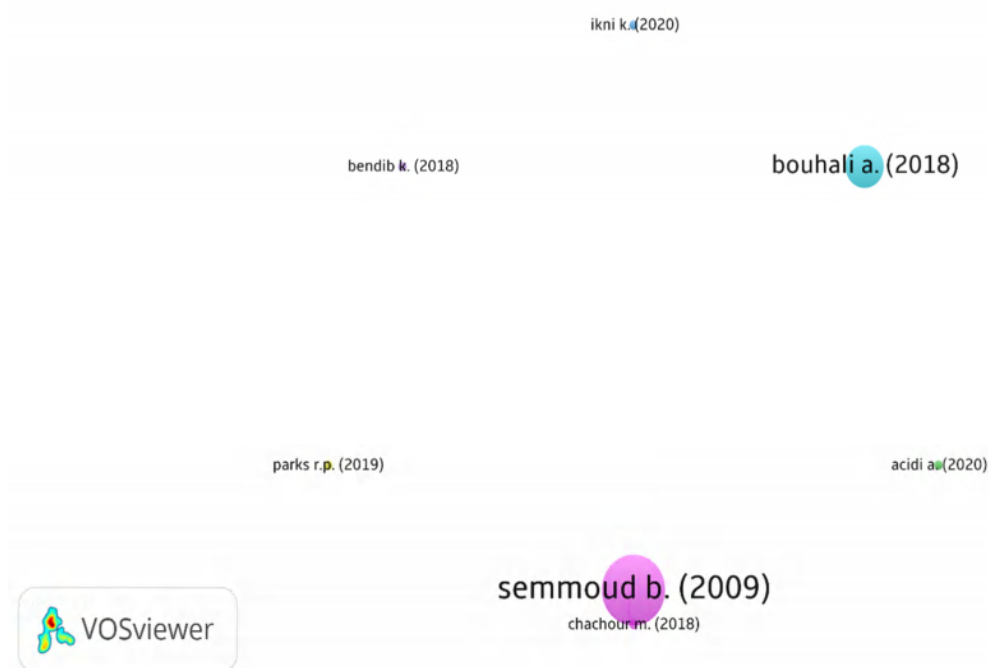 ikni k. (2020)
bendib k. (2018)
bouhali a. (2018)
parks r.p. (2019)
acidi a. (2020)
semmoud b. (2009)
chachour m. (2018)
VOSviewer